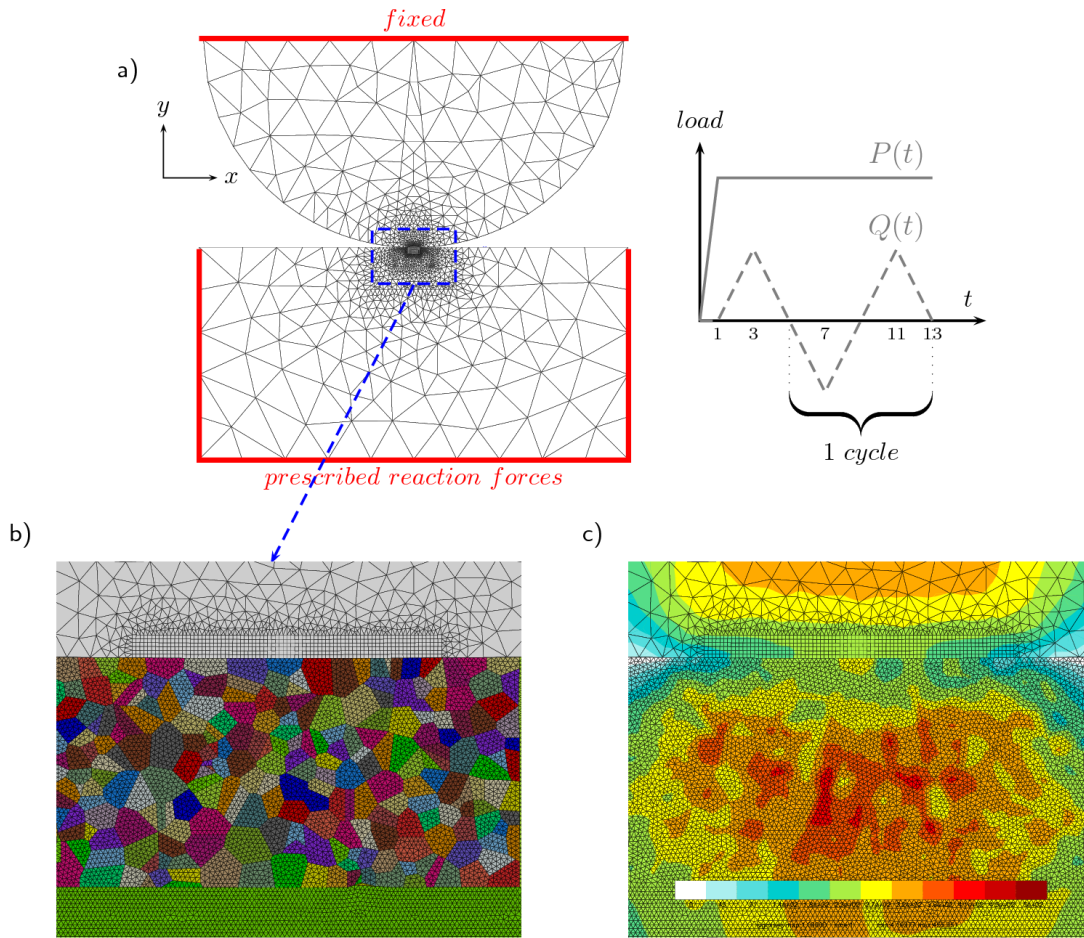 fixed
a)
y
x
load
P(t)
Q(t)
t
1 3 7 11 13
1 cycle
prescribed reaction forces
b)
c)